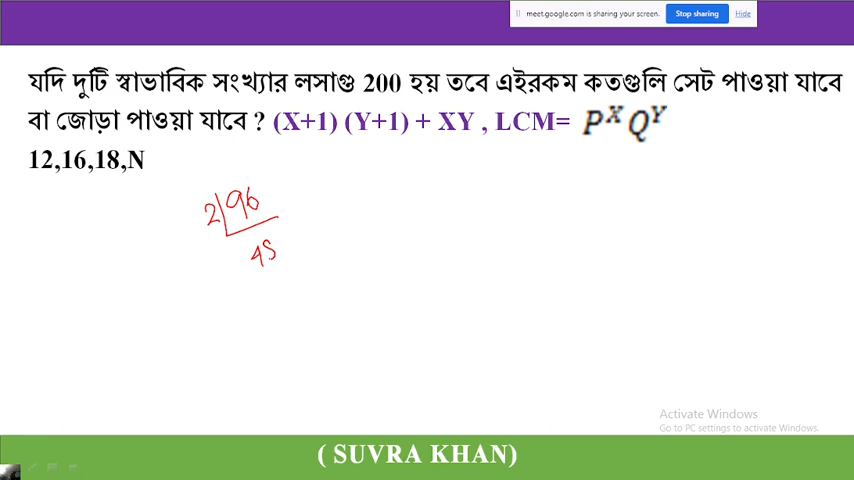 meet.google.com is sharing your screen. Stop sharing Hide
যদি দুটি স্বাভাবিক সংখ্যার লসাগু 200 হয় তবে এইরকম কতগুলি সেট পাওয়া যাবে
বা জোড়া পাওয়া যাবে ? (X+1) (Y+1) + XY , LCM= P^X Q^Y
12,16,18,N
2 96
Activate Windows
Go to PC settings to activate Windows.
( SUVRA KHAN)